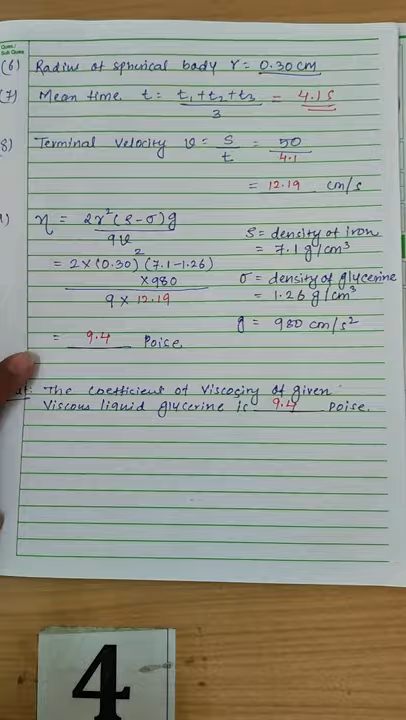 Ques./
Sub Ques
(6) Radius of spherical body r = 0.30 cm
(7) Mean time. t = t₁+t₂+t₃ / 3 = 4.1 s
8) Terminal Velocity v = S / t = 50 / 4.1
= 12.19 cm/s
η = 2r²(ρ-σ)g / 9v
ρ = density of iron
= 7.1 g/cm³
= 2×(0.30)² (7.1-1.26) ×980 / 9 × 12.19
σ = density of glycerine
= 1.26 g/cm³
g = 980 cm/s²
= 9.4 Poise.
The Coefficient of Viscosity of given
Viscous liquid glycerine is 9.4 poise.
4